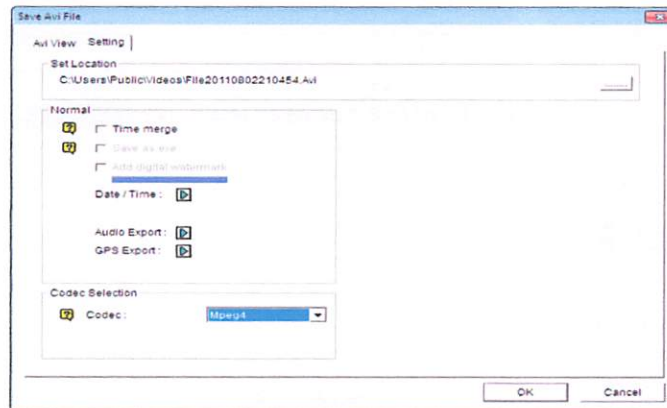 Save Avi File
Avi View Setting
Set Location
C:\Users\Public\Videos\File20110802210454.Avi
Normal
Time merge
Save as exe
Add digital watermark
Date / Time :
Audio Export :
GPS Export :
Codec Selection
Codec :
Mpeg4
OK Cancel